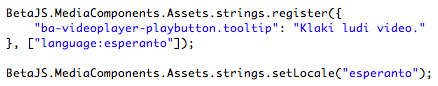 BetaJS.MediaComponents.Assets.strings.register({
    "ba-videoplayer-playbutton.tooltip": "Klaki ludi video."
}, ["language:esperanto"]);

BetaJS.MediaComponents.Assets.strings.setLocale("esperanto");